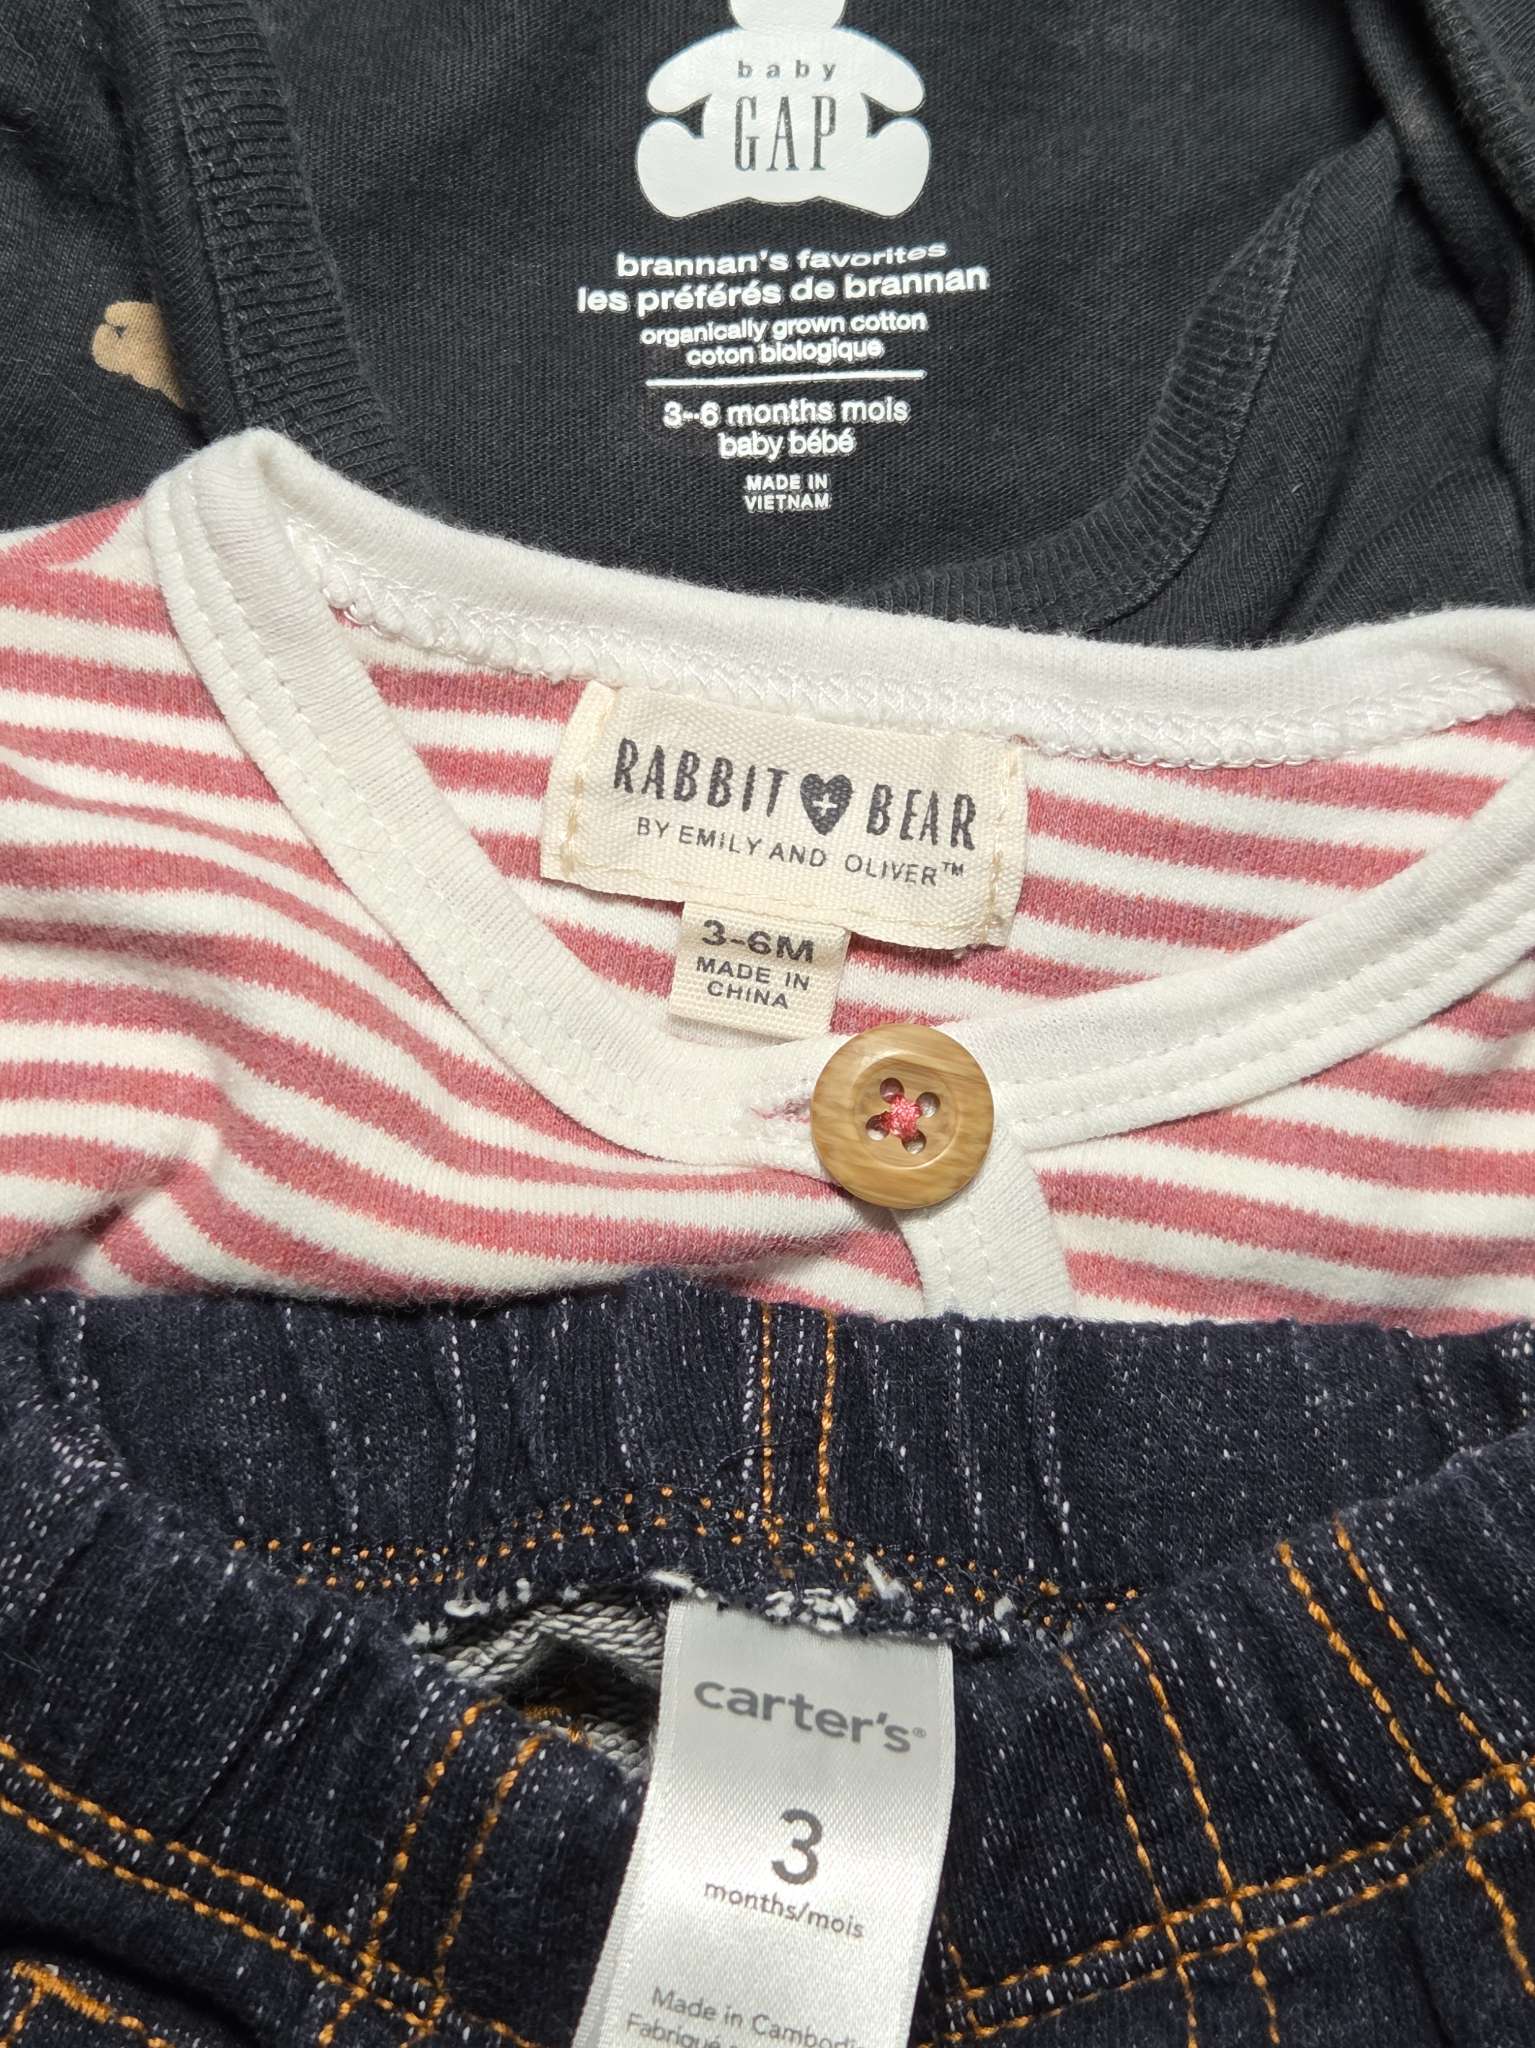 baby
GAP
brannan's favorites
les préférés de brannan
organically grown cotton
coton biologique
3-6 months mois
baby bébé
MADE IN
VIETNAM
RABBIT + BEAR
BY EMILY AND OLIVER™
3-6M
MADE IN
CHINA
carter's®
3
months/mois
Made in Cambodi
Fabriqué